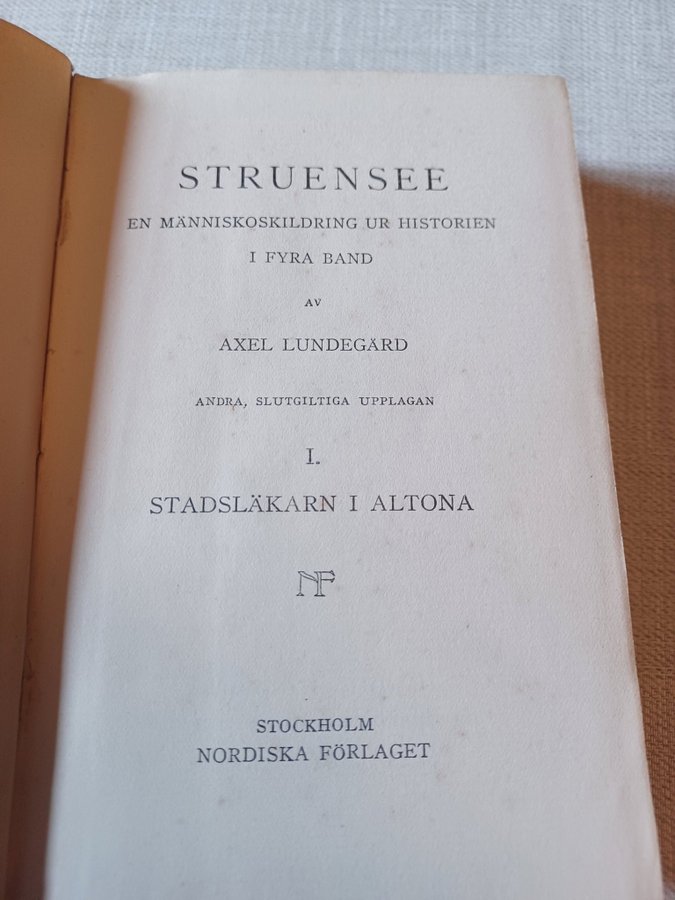 STRUENSEE
EN MÄNNISKOSKILDRING UR HISTORIEN
I FYRA BAND
AV
AXEL LUNDEGÅRD
ANDRA, SLUTGILTIGA UPPLAGAN
I.
STADSLÄKARN I ALTONA
NF
STOCKHOLM
NORDISKA FÖRLAGET